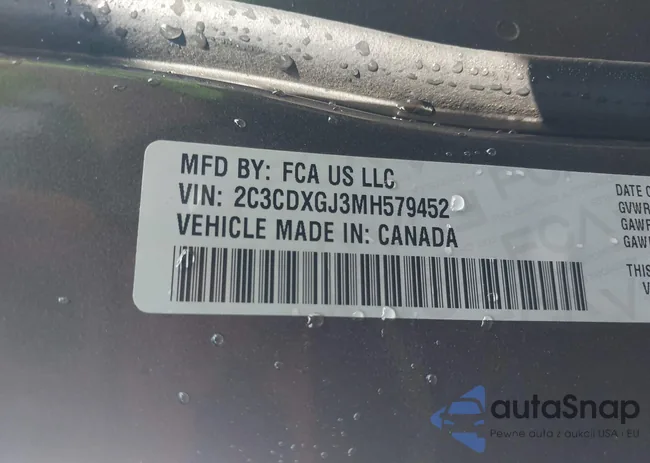 MFD BY: FCA US LLC
VIN: 2C3CDXGJ3MH579452
VEHICLE MADE IN: CANADA
DATE O
GVWR
GAWR
GAW
THIS
V
autoSnap
Pewne auta z aukcji USA i EU